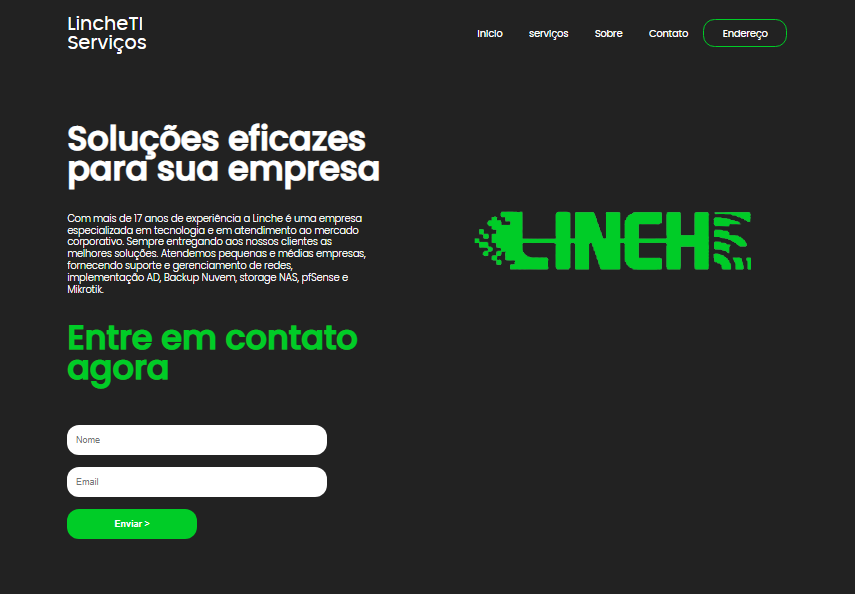 LincheTI
Serviços
Inicio
serviços
Sobre
Contato
Endereço
Soluções eficazes
para sua empresa
Com mais de 17 anos de experiência a Linche é uma empresa
especializada em tecnologia e em atendimento ao mercado
corporativo. Sempre entregando aos nossos clientes as
melhores soluções. Atendemos pequenas e médias empresas,
fornecendo suporte e gerenciamento de redes,
implementação AD, Backup Nuvem, storage NAS, pfSense e
Mikrotik.
LINCHE
Entre em contato
agora
Nome
Email
Enviar >